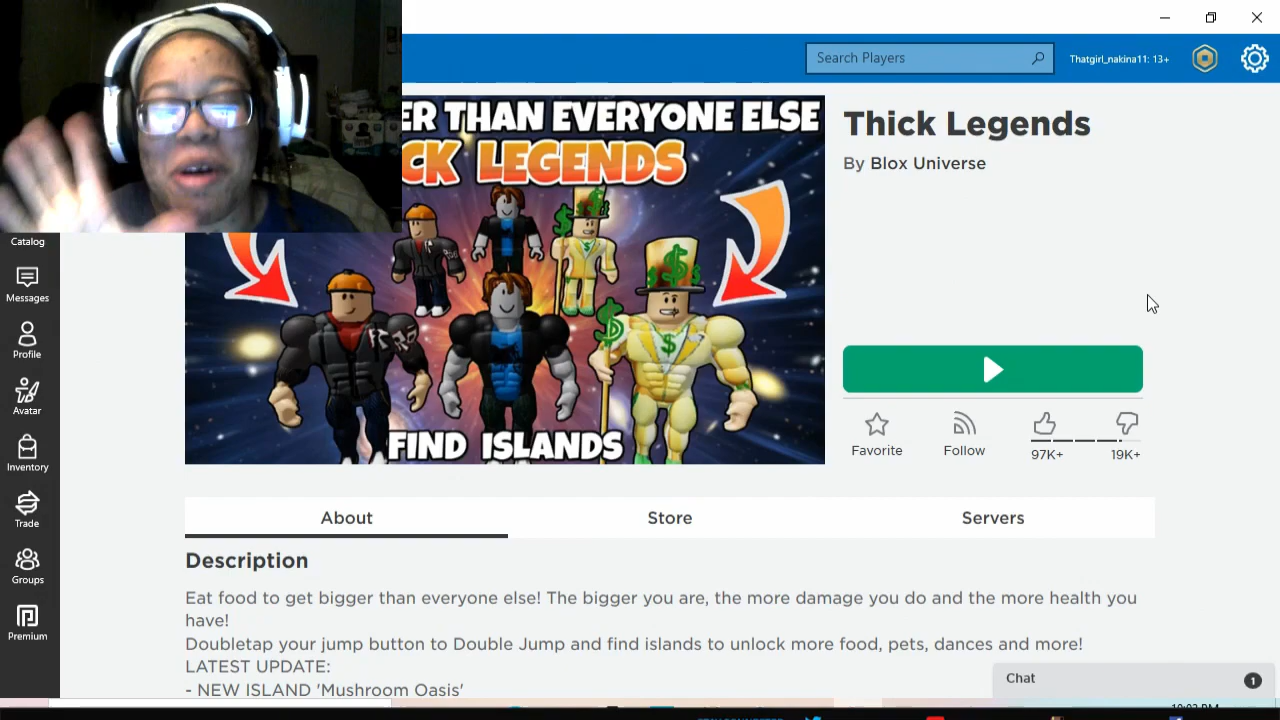 Search Players
Thatgirl_nakina11: 13+
ER THAN EVERYONE ELSE
CK LEGENDS
FIND ISLANDS
Thick Legends
By Blox Universe
Catalog
Messages
Profile
Avatar
Inventory
Trade
Groups
Premium
Favorite
Follow
97K+
19K+
About
Store
Servers
Description
Eat food to get bigger than everyone else! The bigger you are, the more damage you do and the more health you
have!
Doubletap your jump button to Double Jump and find islands to unlock more food, pets, dances and more!
LATEST UPDATE:
- NEW ISLAND 'Mushroom Oasis'
Chat
1
10:03 PM